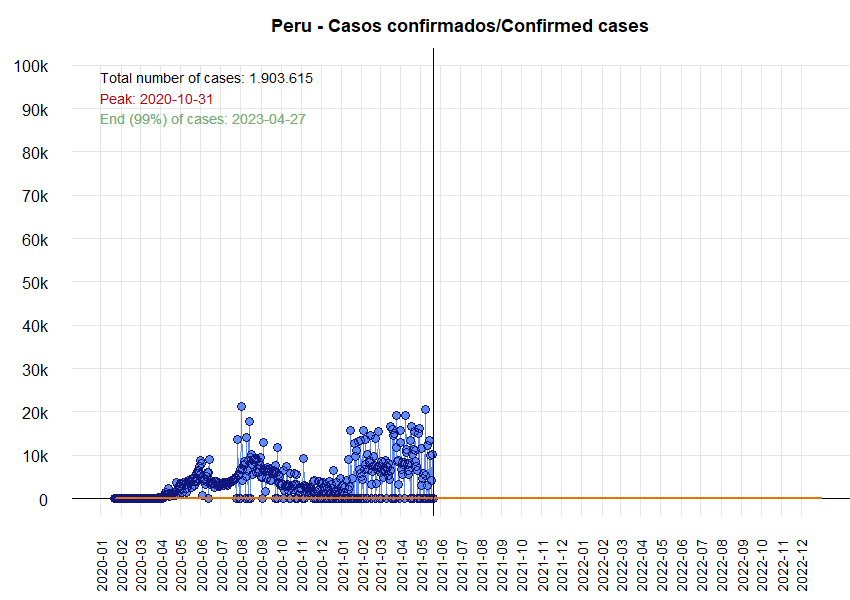 Peru - Casos confirmados/Confirmed cases
100k
Total number of cases: 1.903.615
Peak: 2020-10-31
90k
End (99%) of cases: 2023-04-27
80k
70k
60k
50k
40k
30k
20k
10k
0
2020-01
2020-02
2020-03
2020-04
2020-05
2020-06
2020-07
2020-08
2020-09
2020-10
2020-11
2020-12
2021-01
2021-02
2021-03
2021-04
2021-05
2021-06
2021-07
2021-08
2021-09
2021-10
2021-11
2021-12
2022-01
2022-02
2022-03
2022-04
2022-05
2022-06
2022-07
2022-08
2022-09
2022-10
2022-11
2022-12